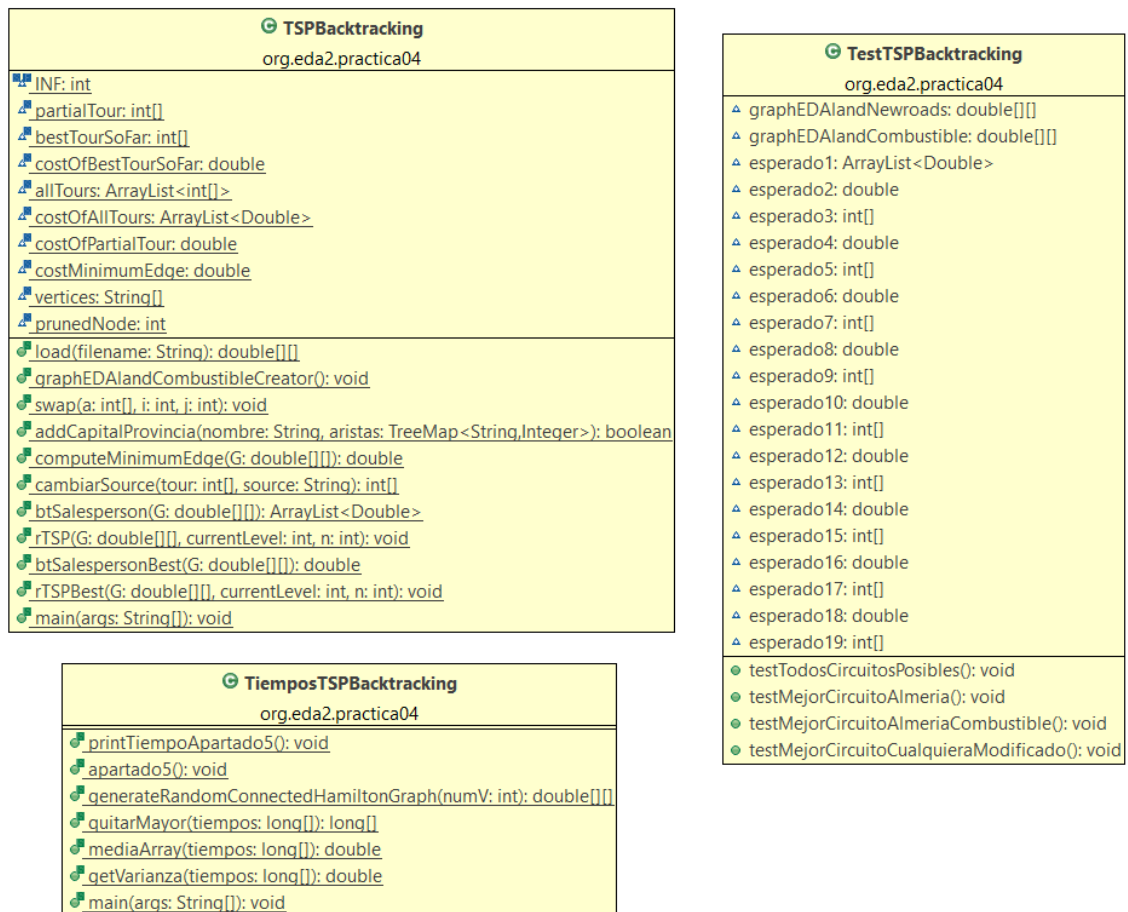 TSPBacktracking
org.eda2.practica04
INF: int
partialTour: int[]
bestTourSoFar: int[]
costOfBestTourSoFar: double
allTours: ArrayList<int[]>
costOfAllTours: ArrayList<Double>
costOfPartialTour: double
costMinimumEdge: double
vertices: String[]
prunedNode: int
load(filename: String): double[][]
graphEDAlandCombustibleCreator(): void
swap(a: int[], i: int, j: int): void
addCapitalProvincia(nombre: String, aristas: TreeMap<String,Integer>): boolean
computeMinimumEdge(G: double[][]): double
cambiarSource(tour: int[], source: String): int[]
btSalesperson(G: double[][]): ArrayList<Double>
rTSP(G: double[][], currentLevel: int, n: int): void
btSalespersonBest(G: double[][]): double
rTSPBest(G: double[][], currentLevel: int, n: int): void
main(args: String[]): void
TestTSPBacktracking
org.eda2.practica04
graphEDAlandNewroads: double[][]
graphEDAlandCombustible: double[][]
esperado1: ArrayList<Double>
esperado2: double
esperado3: int[]
esperado4: double
esperado5: int[]
esperado6: double
esperado7: int[]
esperado8: double
esperado9: int[]
esperado10: double
esperado11: int[]
esperado12: double
esperado13: int[]
esperado14: double
esperado15: int[]
esperado16: double
esperado17: int[]
esperado18: double
esperado19: int[]
testTodosCircuitosPosibles(): void
testMejorCircuitoAlmeria(): void
testMejorCircuitoAlmeriaCombustible(): void
testMejorCircuitoCualquieraModificado(): void
TiemposTSPBacktracking
org.eda2.practica04
printTiempoApartado5(): void
apartado5(): void
generateRandomConnectedHamiltonGraph(numV: int): double[][]
quitarMayor(tiempos: long[]): long[]
mediaArray(tiempos: long[]): double
getVarianza(tiempos: long[]): double
main(args: String[]): void